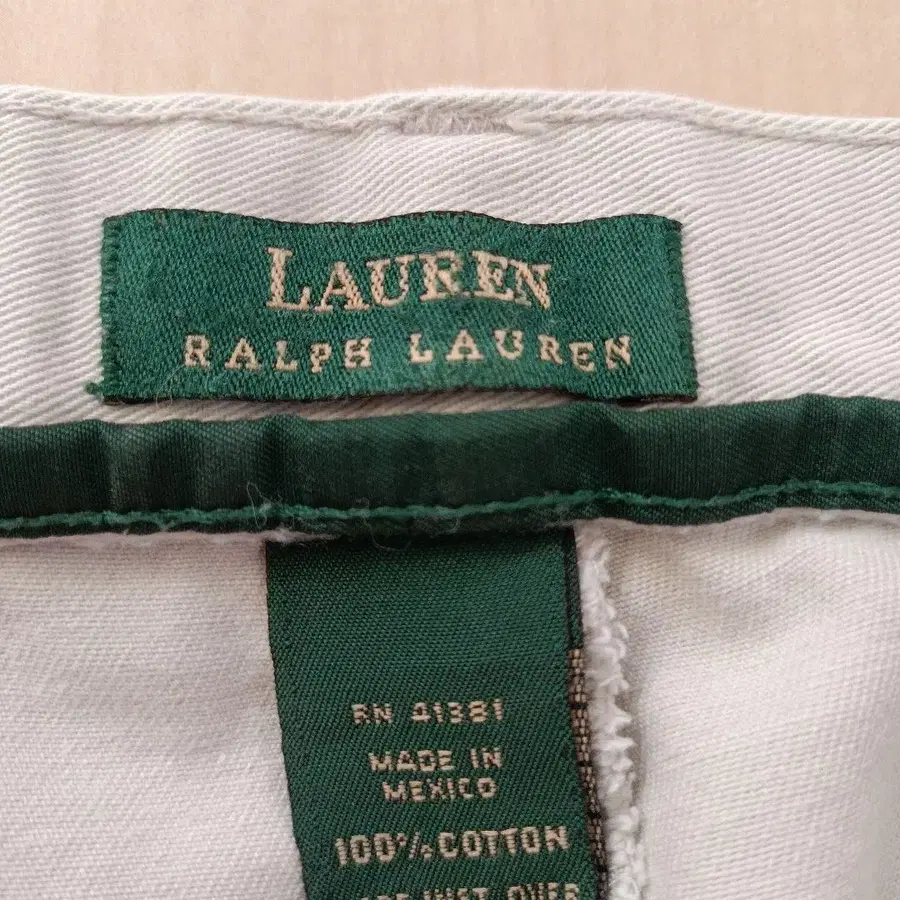 LAUREN
RALPH LAUREN
RN 41381
MADE IN
MEXICO
100% COTTON